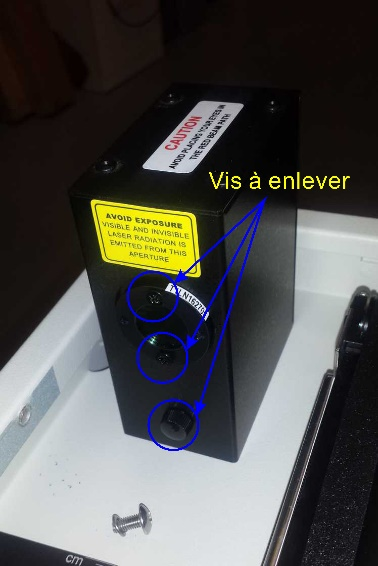 CAUTION
AVOID PLACING YOUR EYES IN
THE RED BEAM PATH
Vis à enlever
AVOID EXPOSURE
VISIBLE AND INVISIBLE
LASER RADIATION IS
EMITTED FROM THIS
APERTURE
cm